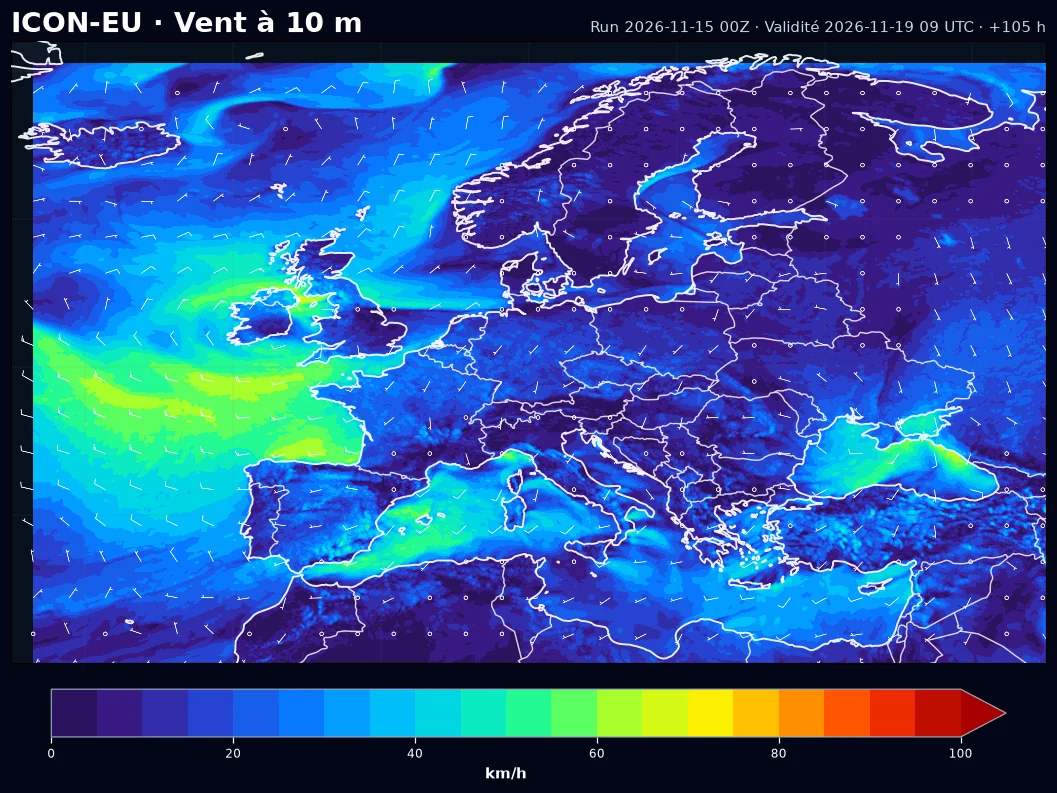 ICON-EU · Vent à 10 m
Run 2026-11-15 00Z · Validité 2026-11-19 09 UTC · +105 h
0 20 40 60 80 100
km/h